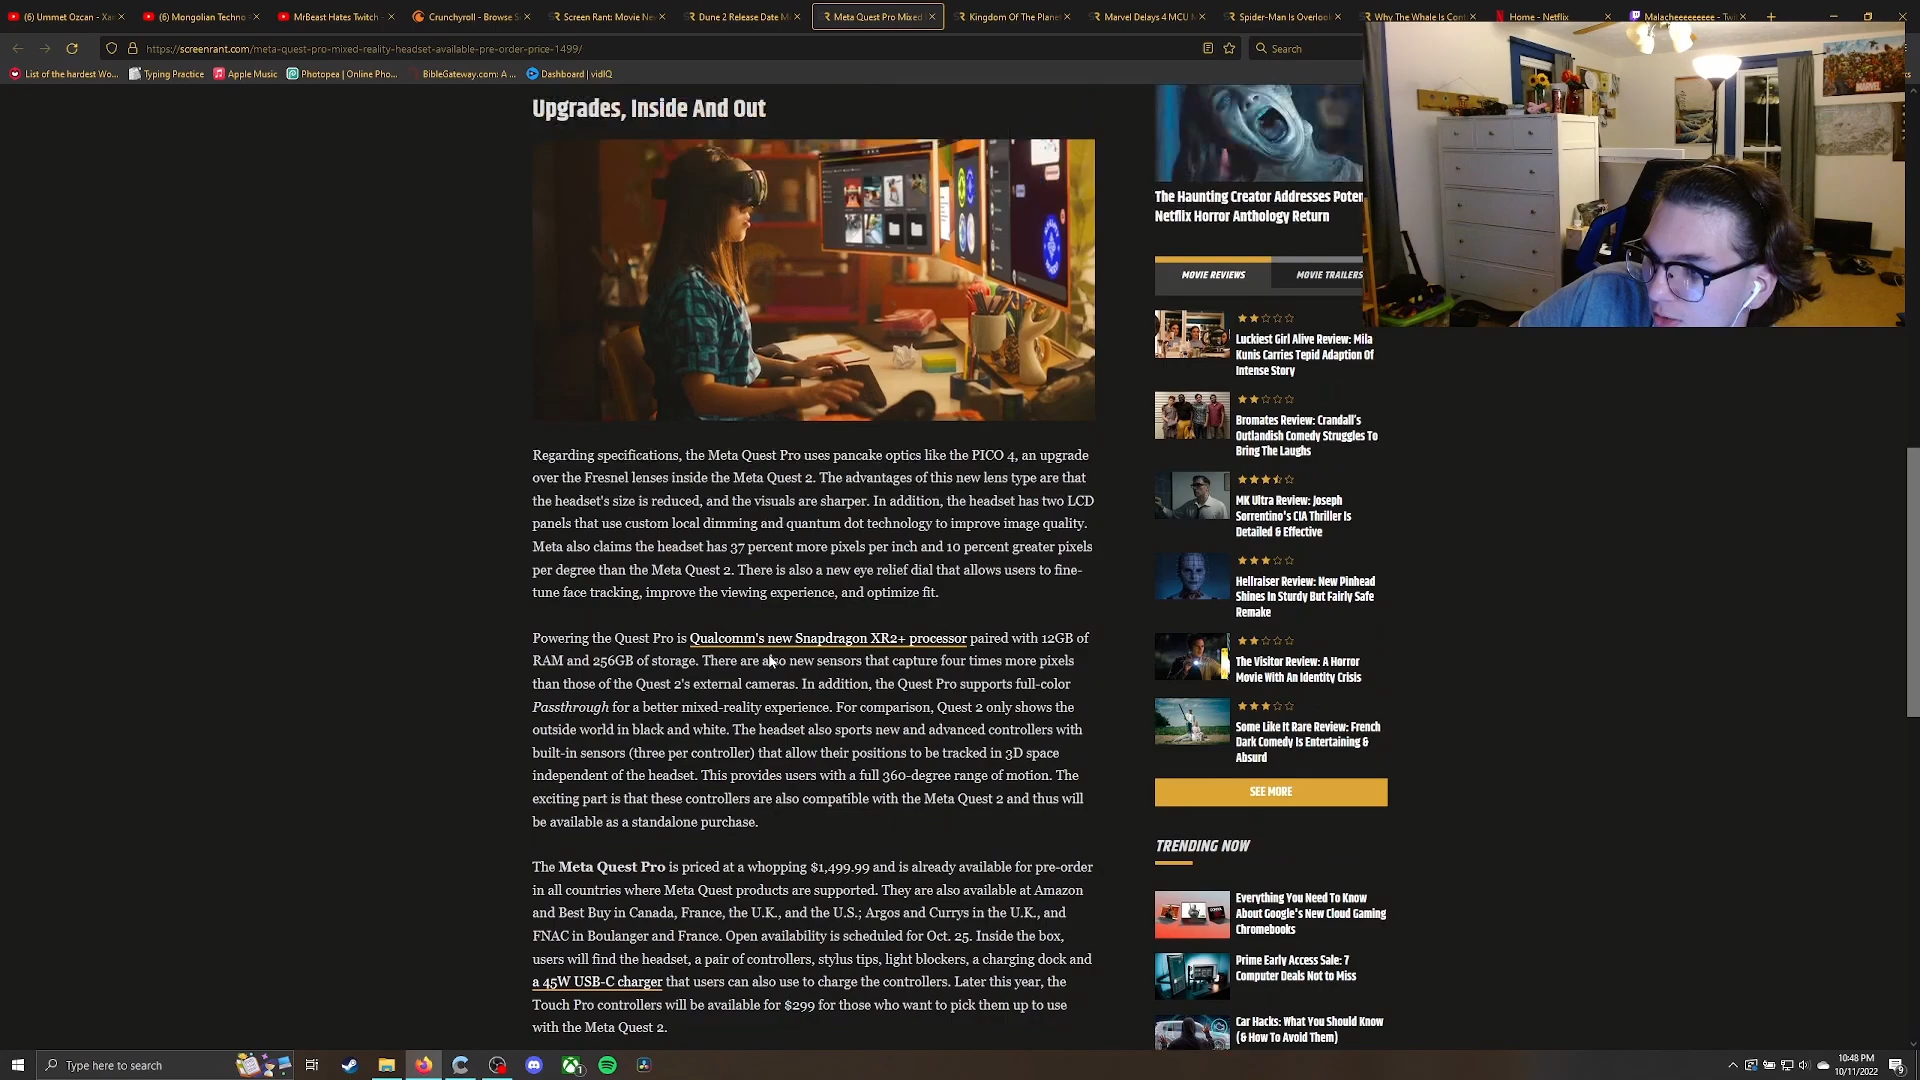 (6) Ummet Ozcan - Xa
(6) Mongolian Techno
MrBeast Hates Twitch -
Crunchyroll - Browse S
Screen Rant: Movie Ne
Dune 2 Release Date M
Meta Quest Pro Mixed
Kingdom Of The Plane
Marvel Delays 4 MCU M
Spider-Man Is Overlook
Why The Whale Is Cont
Home - Netflix
Malacheeeeeeeee - Twi
https://screenrant.com/meta-quest-pro-mixed-reality-headset-available-pre-order-price-1499/
Search
List of the hardest Wo...
Typing Practice
Apple Music
Photopea | Online Pho...
BibleGateway.com: A ...
Dashboard | vidIQ
Upgrades, Inside And Out
Regarding specifications, the Meta Quest Pro uses pancake optics like the PICO 4, an upgrade
over the Fresnel lenses inside the Meta Quest 2. The advantages of this new lens type are that
the headset's size is reduced, and the visuals are sharper. In addition, the headset has two LCD
panels that use custom local dimming and quantum dot technology to improve image quality.
Meta also claims the headset has 37 percent more pixels per inch and 10 percent greater pixels
per degree than the Meta Quest 2. There is also a new eye relief dial that allows users to fine-
tune face tracking, improve the viewing experience, and optimize fit.
Powering the Quest Pro is Qualcomm's new Snapdragon XR2+ processor paired with 12GB of
RAM and 256GB of storage. There are also new sensors that capture four times more pixels
than those of the Quest 2's external cameras. In addition, the Quest Pro supports full-color
Passthrough for a better mixed-reality experience. For comparison, Quest 2 only shows the
outside world in black and white. The headset also sports new and advanced controllers with
built-in sensors (three per controller) that allow their positions to be tracked in 3D space
independent of the headset. This provides users with a full 360-degree range of motion. The
exciting part is that these controllers are also compatible with the Meta Quest 2 and thus will
be available as a standalone purchase.
The Meta Quest Pro is priced at a whopping $1,499.99 and is already available for pre-order
in all countries where Meta Quest products are supported. They are also available at Amazon
and Best Buy in Canada, France, the U.K., and the U.S.; Argos and Currys in the U.K., and
FNAC in Boulanger and France. Open availability is scheduled for Oct. 25. Inside the box,
users will find the headset, a pair of controllers, stylus tips, light blockers, a charging dock and
a 45W USB-C charger that users can also use to charge the controllers. Later this year, the
Touch Pro controllers will be available for $299 for those who want to pick them up to use
with the Meta Quest 2.
The Haunting Creator Addresses Poten
Netflix Horror Anthology Return
MOVIE REVIEWS
MOVIE TRAILERS
Luckiest Girl Alive Review: Mila
Kunis Carries Tepid Adaption Of
Intense Story
Bromates Review: Crandall's
Outlandish Comedy Struggles To
Bring The Laughs
MK Ultra Review: Joseph
Sorrentino's CIA Thriller Is
Detailed & Effective
Hellraiser Review: New Pinhead
Shines In Sturdy But Fairly Safe
Remake
The Visitor Review: A Horror
Movie With An Identity Crisis
Some Like It Rare Review: French
Dark Comedy Is Entertaining &
Absurd
SEE MORE
TRENDING NOW
Everything You Need To Know
About Google's New Cloud Gaming
Chromebooks
Prime Early Access Sale: 7
Computer Deals Not to Miss
Car Hacks: What You Should Know
(& How To Avoid Them)
MARVEL
Type here to search
10:48 PM
10/11/2022